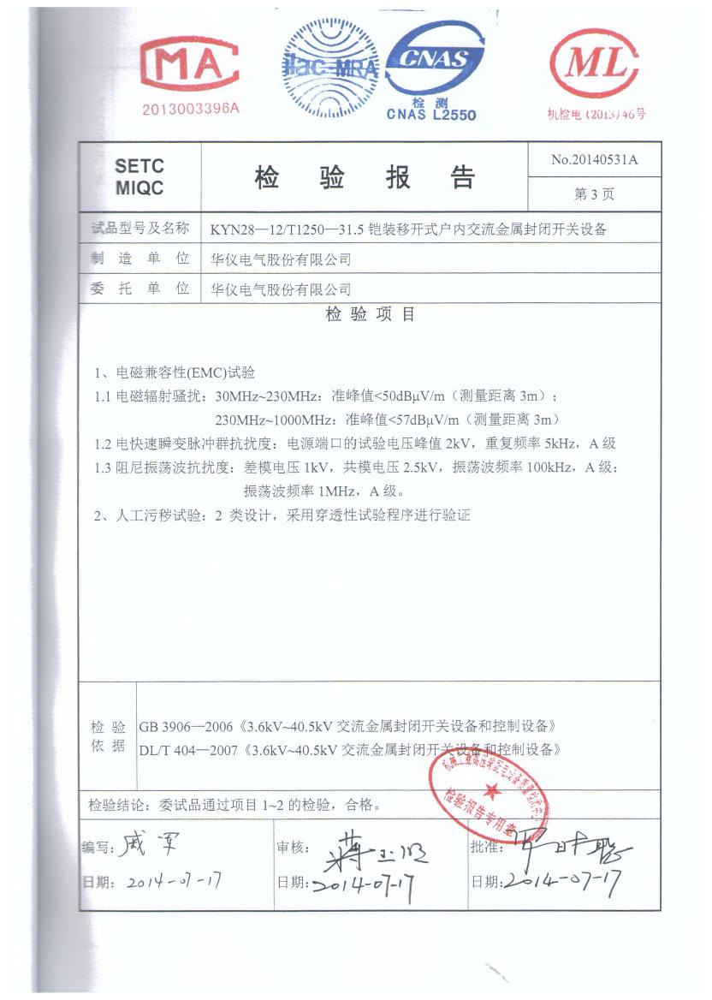 MA
2013003396A
ilac-MRA
CNAS
检 测
CNAS L2550
ML
机检电(2013)46号
SETC
MIQC
检 验 报 告
No.20140531A
第 3 页
试品型号及名称 KYN28—12/T1250—31.5 铠装移开式户内交流金属封闭开关设备
制 造 单 位 华仪电气股份有限公司
委 托 单 位 华仪电气股份有限公司
检 验 项 目
1、电磁兼容性(EMC)试验
1.1 电磁辐射骚扰：30MHz~230MHz：准峰值<50dBμV/m（测量距离 3m）；
230MHz~1000MHz：准峰值<57dBμV/m（测量距离 3m）
1.2 电快速瞬变脉冲群抗扰度：电源端口的试验电压峰值 2kV，重复频率 5kHz，A 级
1.3 阻尼振荡波抗扰度：差模电压 1kV，共模电压 2.5kV，振荡波频率 100kHz，A 级；
振荡波频率 1MHz，A 级。
2、人工污秽试验：2 类设计，采用穿透性试验程序进行验证
检 验
依 据
GB 3906—2006《3.6kV~40.5kV 交流金属封闭开关设备和控制设备》
DL/T 404—2007《3.6kV~40.5kV 交流金属封闭开关设备和控制设备》
检验报告专用章
检验结论：委试品通过项目 1~2 的检验，合格。
编写：
审核：
批准：
日期：2014-07-17
日期：2014-07-17
日期：2014-07-17